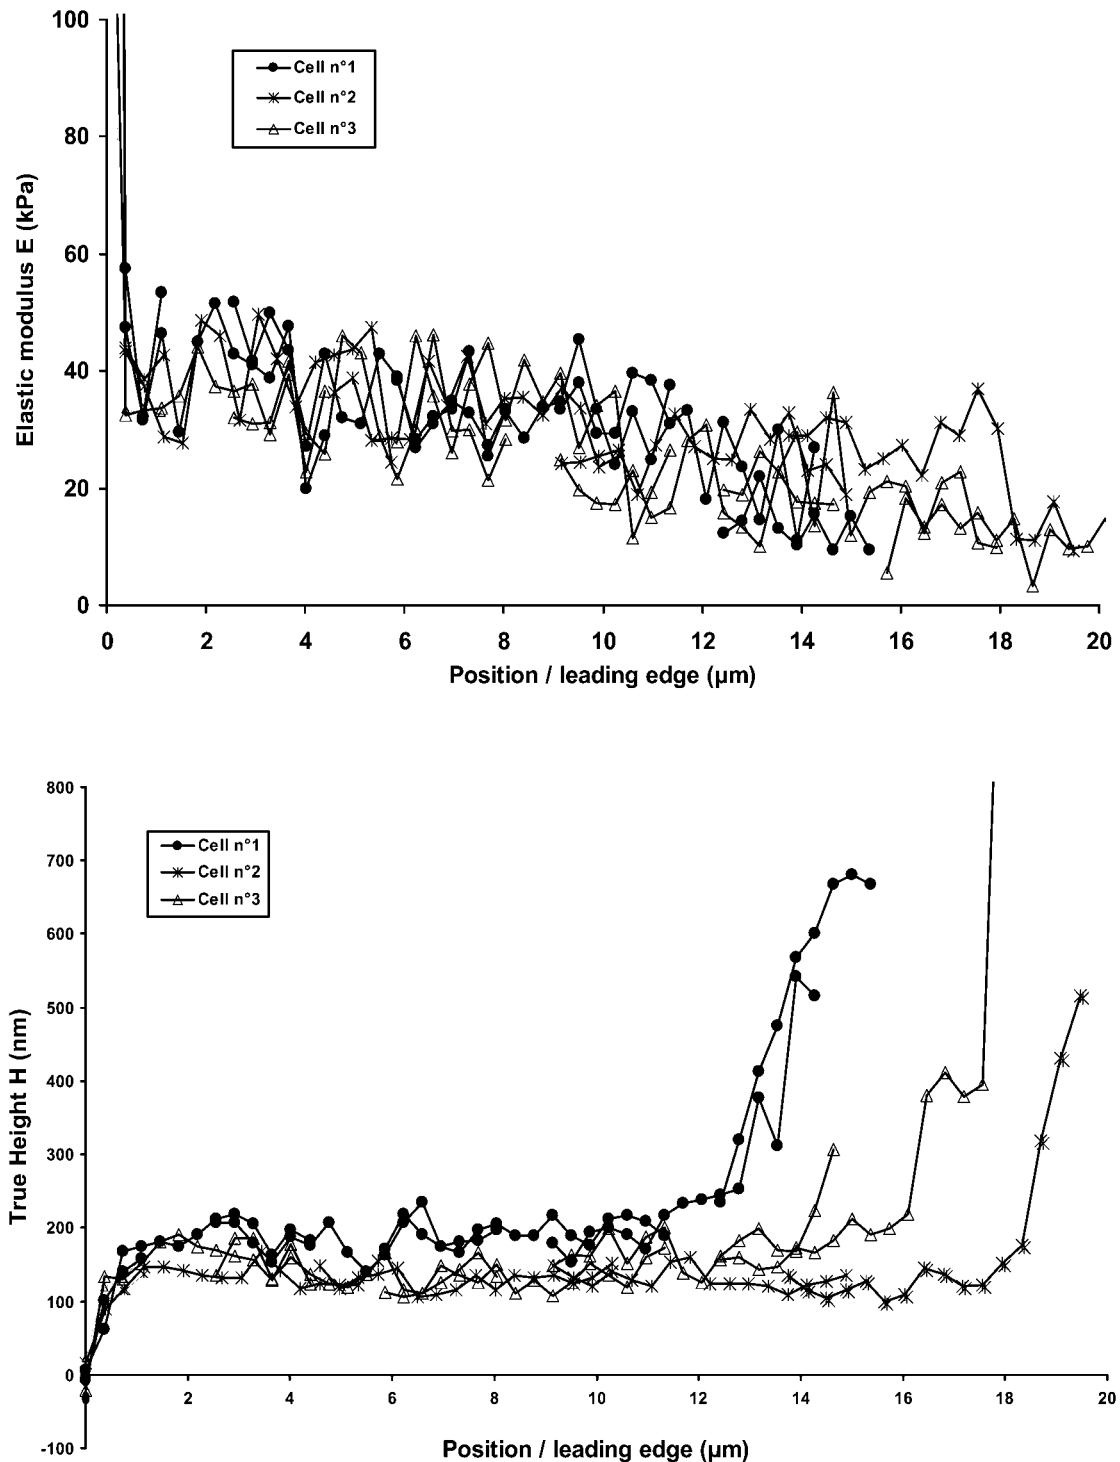 100
80
60
40
20
0
Elastic modulus E (kPa)
Cell n°1
Cell n°2
Cell n°3
0 2 4 6 8 10 12 14 16 18 20
Position / leading edge (µm)
800
700
600
500
400
300
200
100
0
-100
True Height H (nm)
Cell n°1
Cell n°2
Cell n°3
0 2 4 6 8 10 12 14 16 18 20
Position / leading edge (µm)